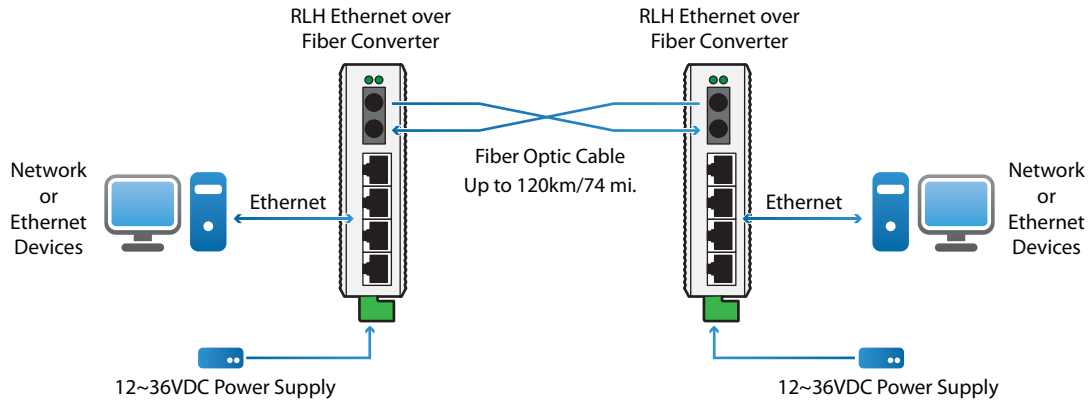 RLH Ethernet over
Fiber Converter
RLH Ethernet over
Fiber Converter
Fiber Optic Cable
Up to 120km/74 mi.
Network
or
Ethernet
Devices
Ethernet
Ethernet
Network
or
Ethernet
Devices
12~36VDC Power Supply
12~36VDC Power Supply